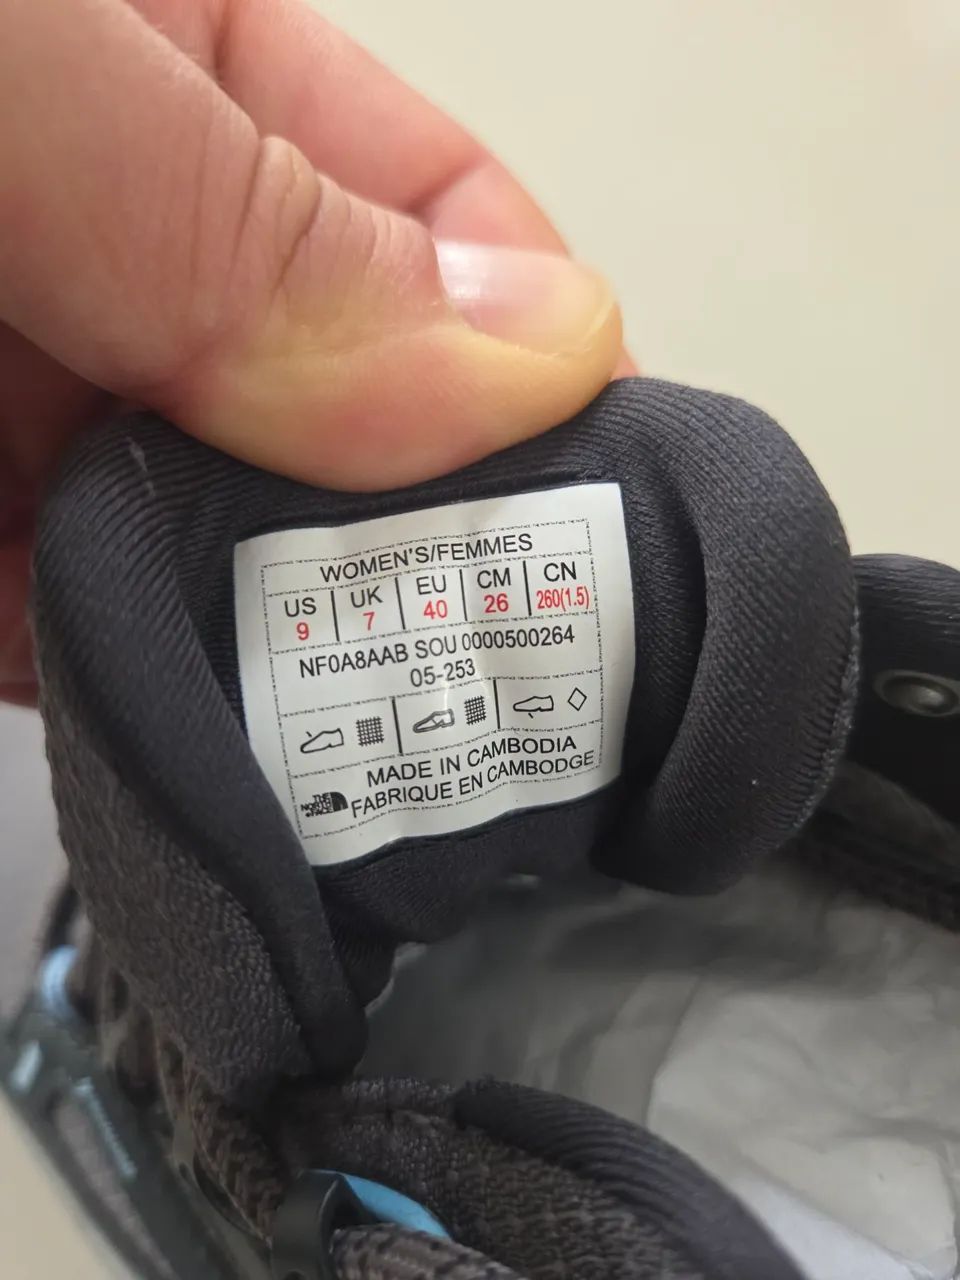 WOMEN'S/FEMMES
US UK EU CM CN
9 7 40 26 260(1.5)
NF0A8AAB SOU 0000500264
05-253
MADE IN CAMBODIA
FABRIQUE EN CAMBODGE
THE NORTH FACE